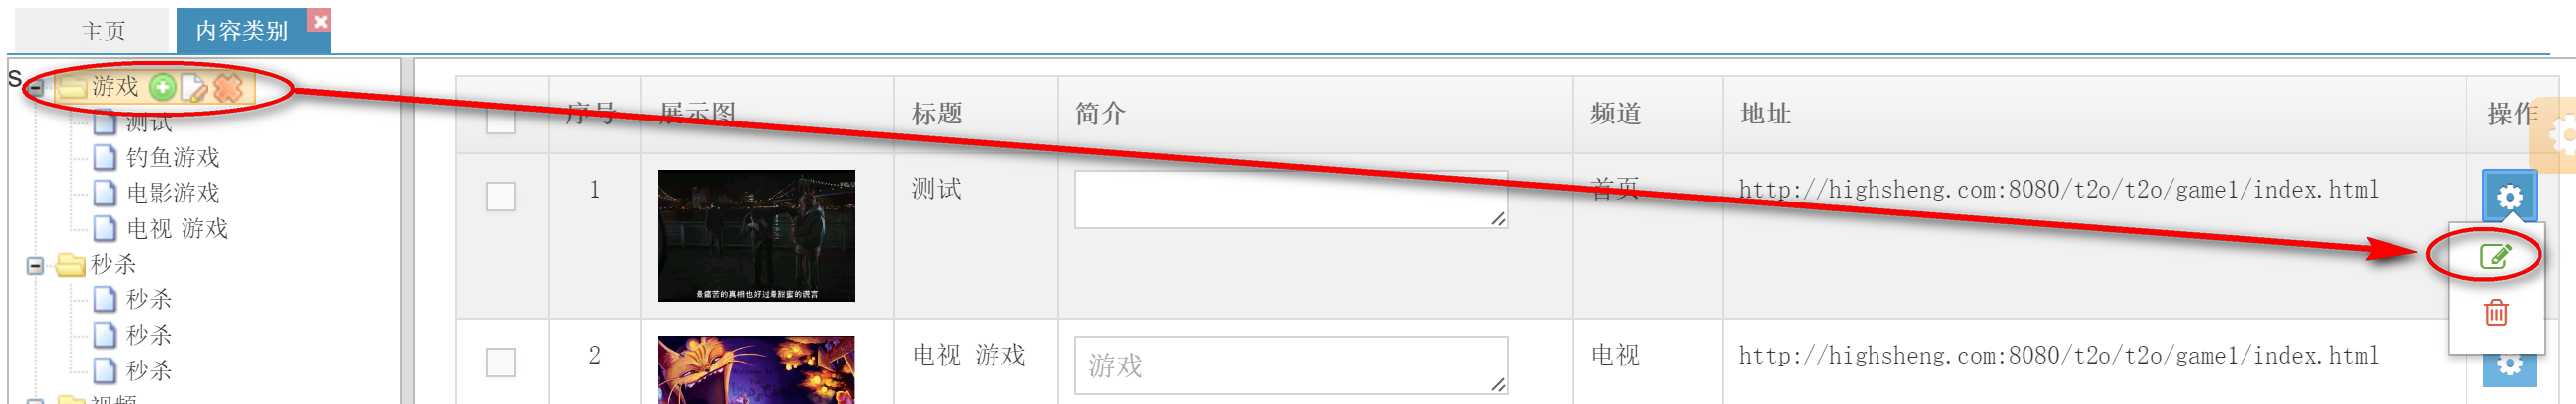 主页 内容类别
S
游戏
测试
钓鱼游戏
电影游戏
电视 游戏
秒杀
秒杀
秒杀
秒杀
视频
序号 展示图 标题 简介 频道 地址 操作
1 测试 首页 http://highsheng.com:8080/t2o/t2o/game1/index.html
最痛苦的真相也好过最甜蜜的谎言
2 电视 游戏 游戏 电视 http://highsheng.com:8080/t2o/t2o/game1/index.html